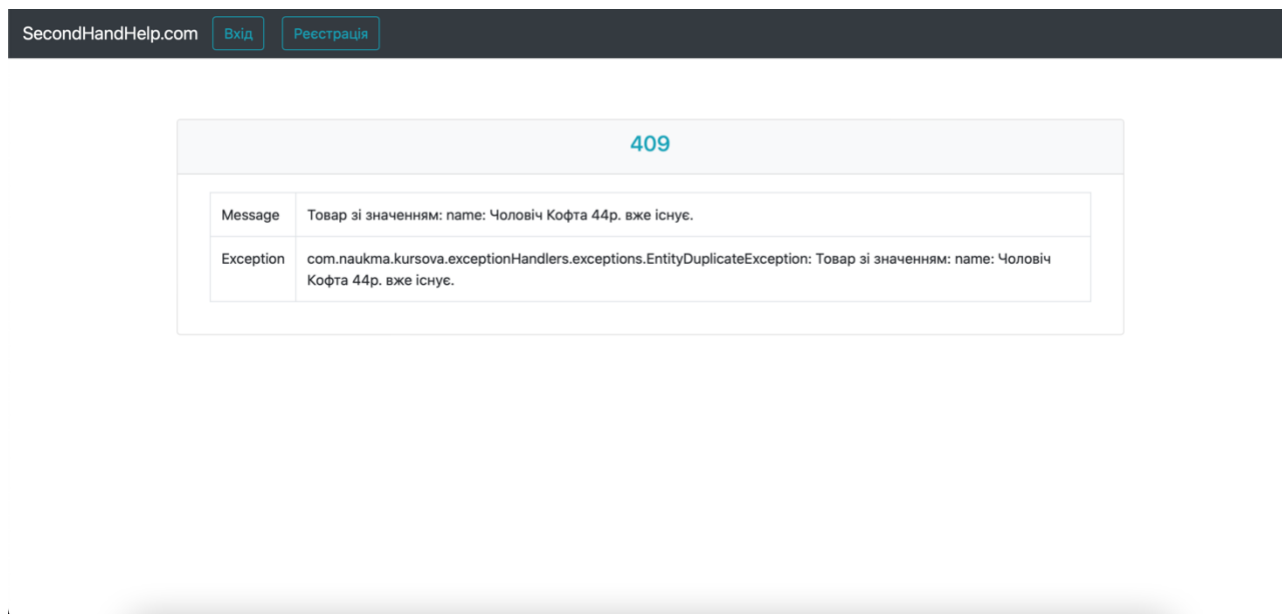 SecondHandHelp.com Вхід Реєстрація
409
Message Товар зі значенням: name: Чоловіч Кофта 44р. вже існує.
Exception com.naukma.kursova.exceptionHandlers.exceptions.EntityDuplicateException: Товар зі значенням: name: Чоловіч
Кофта 44р. вже існує.